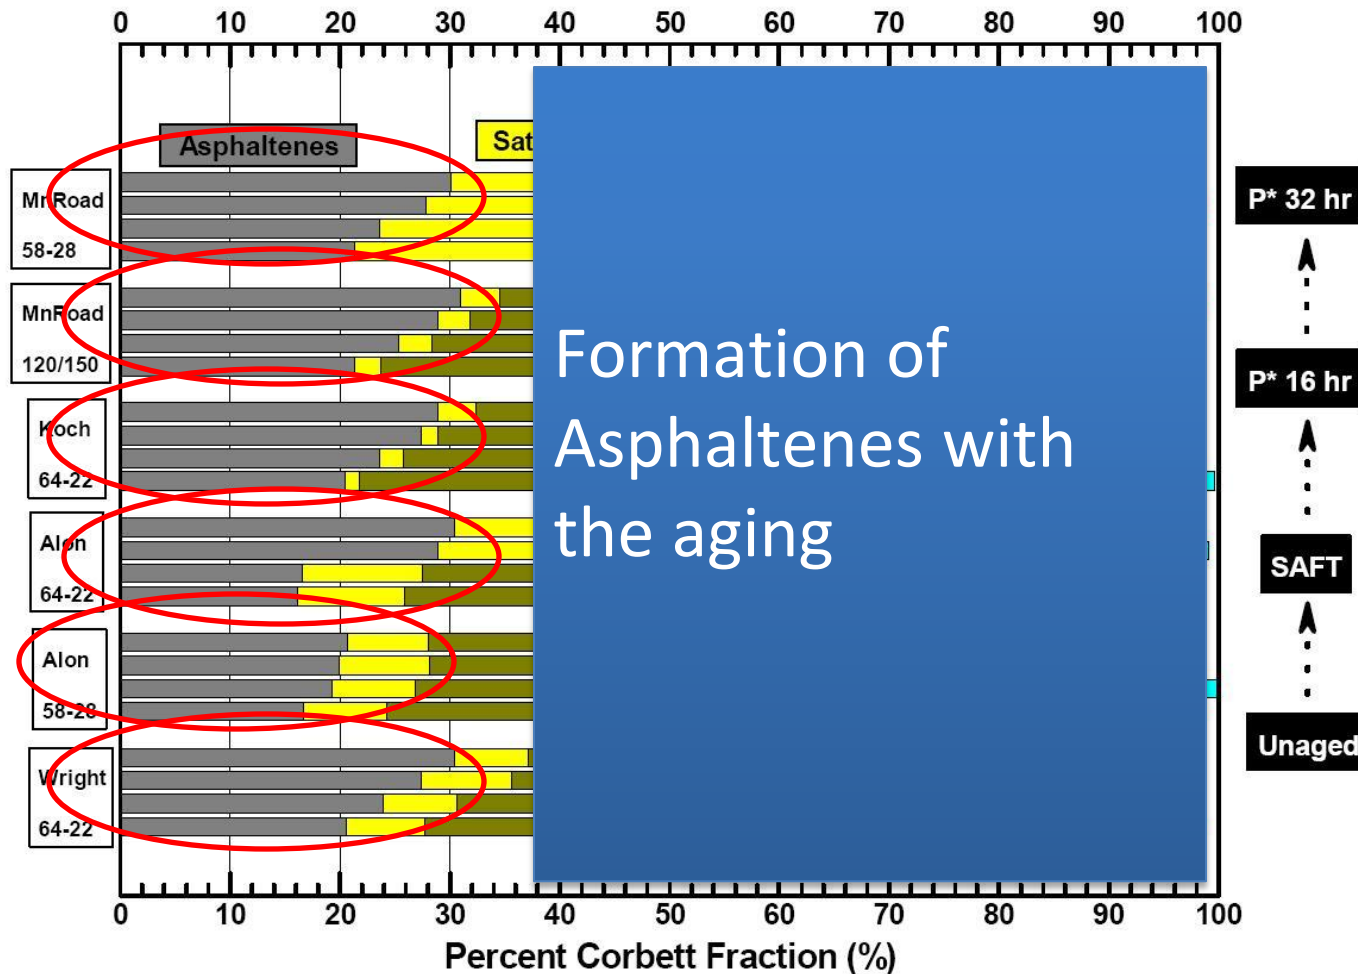 0 10 20 30 40 50 60 70 80 90 100
Asphaltenes
Sat
MnRoad
58-28
MnRoad
120/150
Koch
64-22
Alon
64-22
Alon
58-28
Wright
64-22
Formation of
Asphaltenes with
the aging
P* 32 hr
P* 16 hr
SAFT
Unaged
0 10 20 30 40 50 60 70 80 90 100
Percent Corbett Fraction (%)